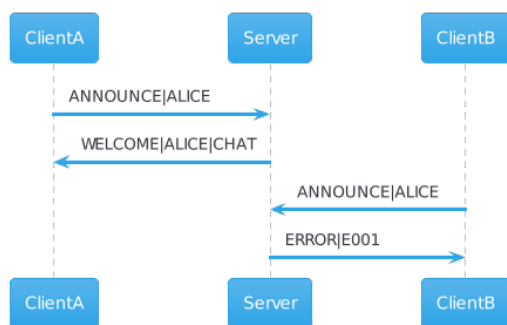 ClientA Server ClientB
ANNOUNCE|ALICE
WELCOME|ALICE|CHAT
ANNOUNCE|ALICE
ERROR|E001
ClientA Server ClientB